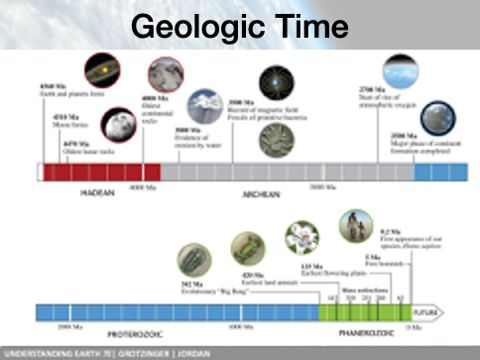 Geologic Time
4560 Ma
Earth and planets form
4510 Ma
Moon forms
4470 Ma
Oldest lunar rocks
4000 Ma
Oldest
continental
rocks
3800 Ma
Evidence of
erosion by water
3500 Ma
Record of magnetic field
Fossils of primitive bacteria
2700 Ma
Start of rise of
atmospheric oxygen
2500 Ma
Major phase of continent
formation completed
HADEAN
4000 Ma
ARCHEAN
3000 Ma
542 Ma
Evolutionary "Big Bang"
420 Ma
Earliest land animals
125 Ma
Earliest flowering plants
0.2 Ma
First appearance of our
species, Homo sapiens
5 Ma
First hominids
Mass extinctions
65
2000 Ma
PROTEROZOIC
1000 Ma
PHANEROZOIC
0 Ma
FUTURE
UNDERSTANDING EARTH 7E | GROTZINGER | JORDAN